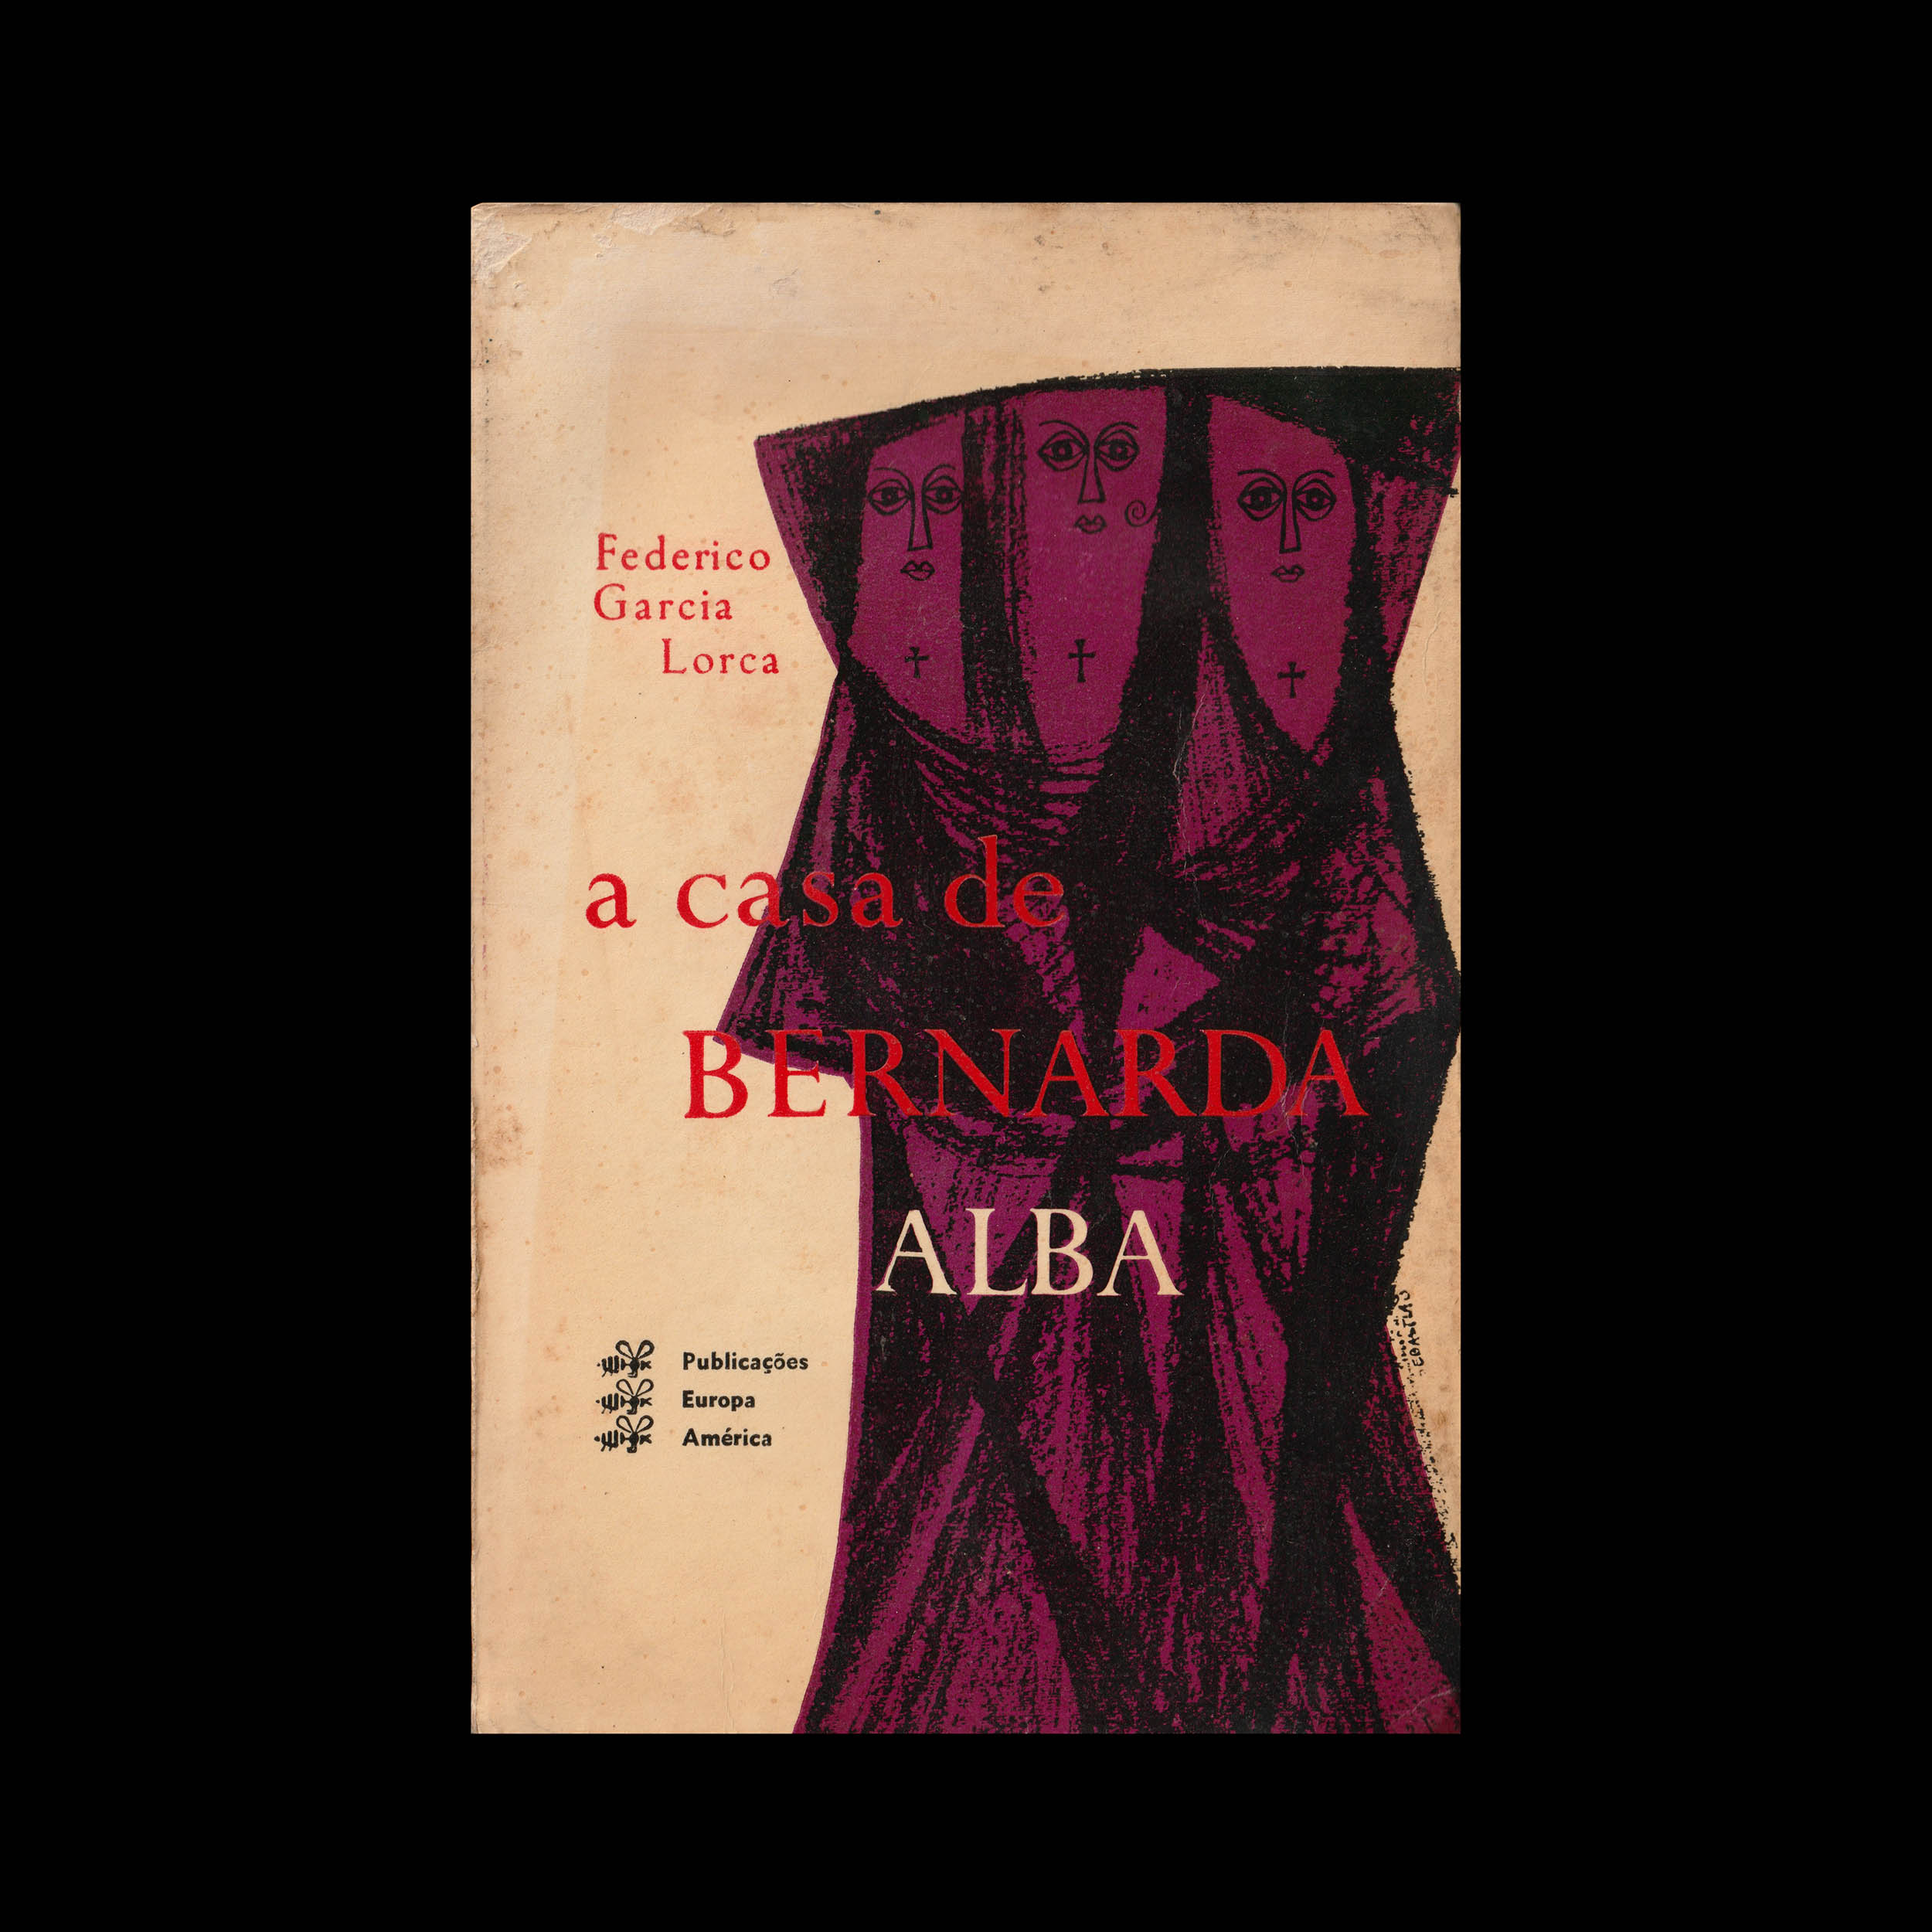 Federico
Garcia
Lorca
a casa de
BERNARDA
ALBA
Publicações
Europa
América